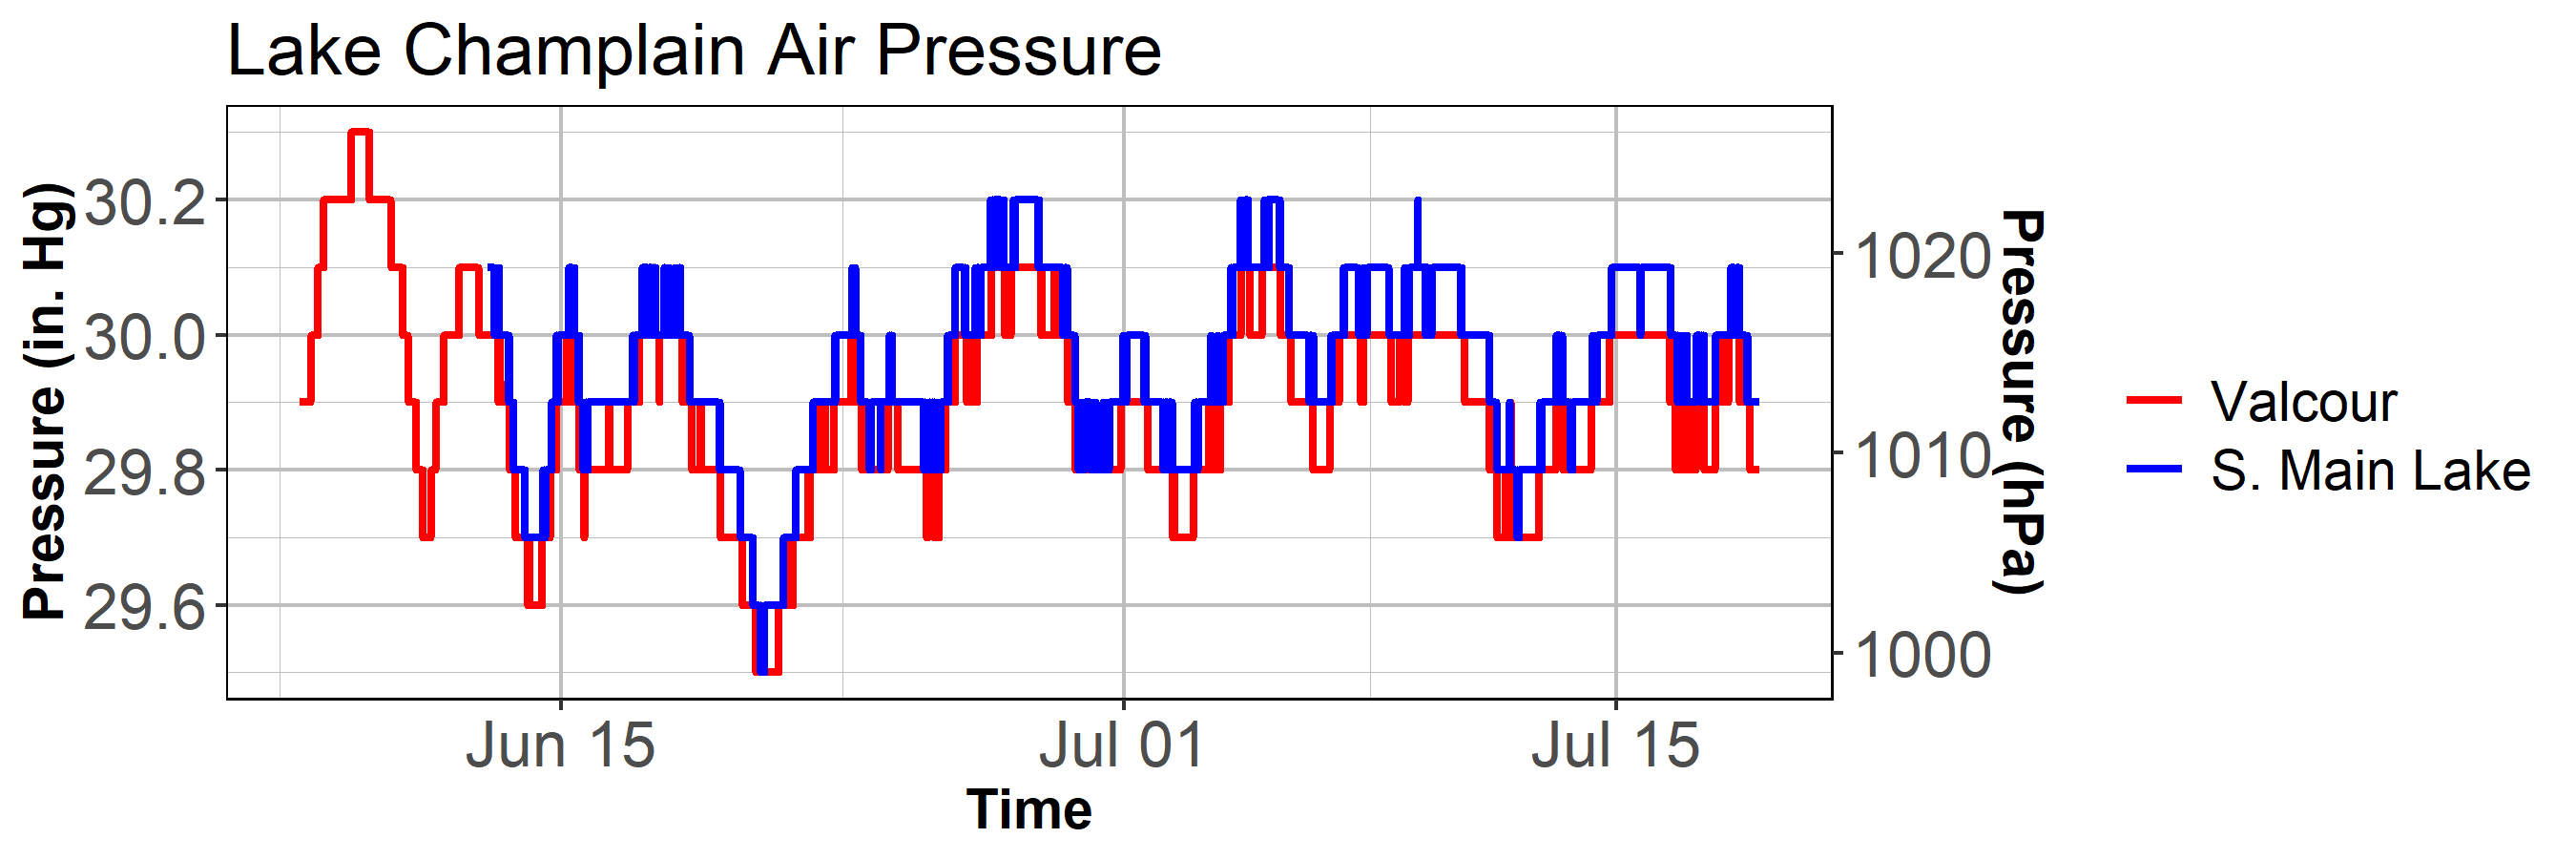 Lake Champlain Air Pressure
Pressure (in. Hg)
30.2
30.0
29.8
29.6
1020
1010
1000
Pressure (hPa)
Jun 15
Jul 01
Jul 15
Time
Valcour
S. Main Lake